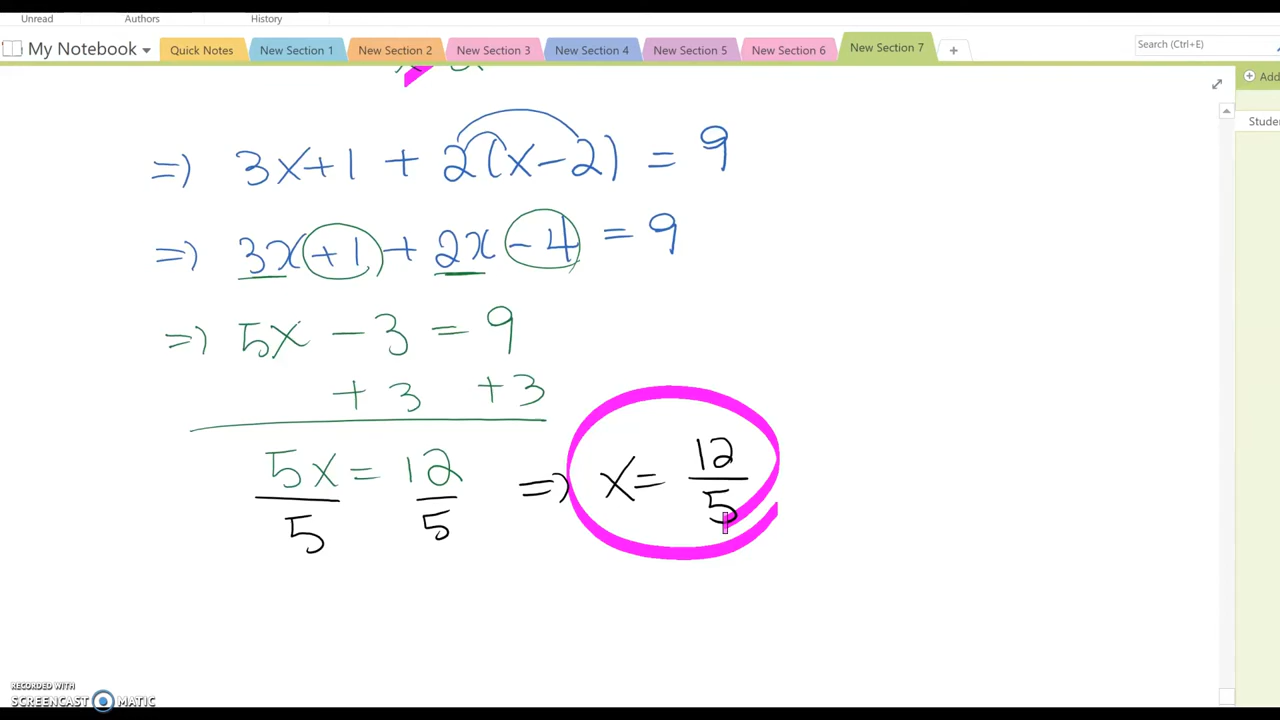 Unread Authors History
My Notebook Quick Notes New Section 1 New Section 2 New Section 3 New Section 4 New Section 5 New Section 6 New Section 7 + Search (Ctrl+E)
Add
Stude
=> 3x+1 + 2(x-2) = 9
=> 3x+1 + 2x-4 = 9
=> 5x - 3 = 9
+ 3 +3
5x = 12 => x = 12
5 5 5
RECORDED WITH
SCREENCAST MATIC